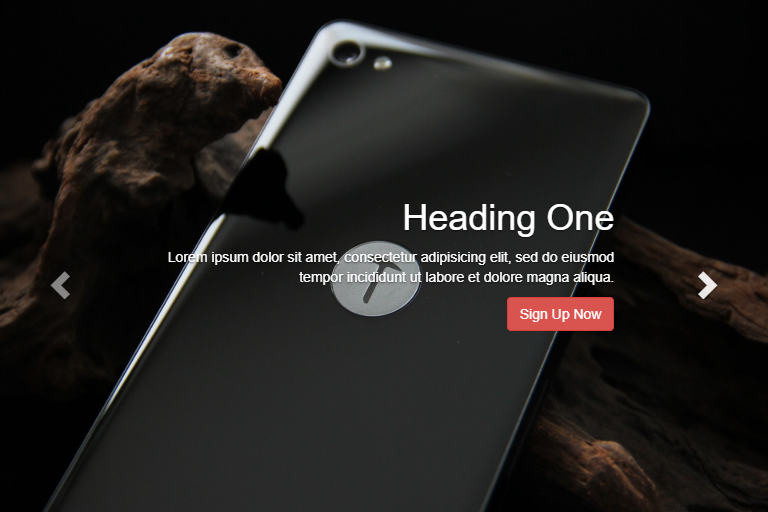 Heading One
Lorem ipsum dolor sit amet, consectetur adipisicing elit, sed do eiusmod
tempor incididunt ut labore et dolore magna aliqua.
Sign Up Now